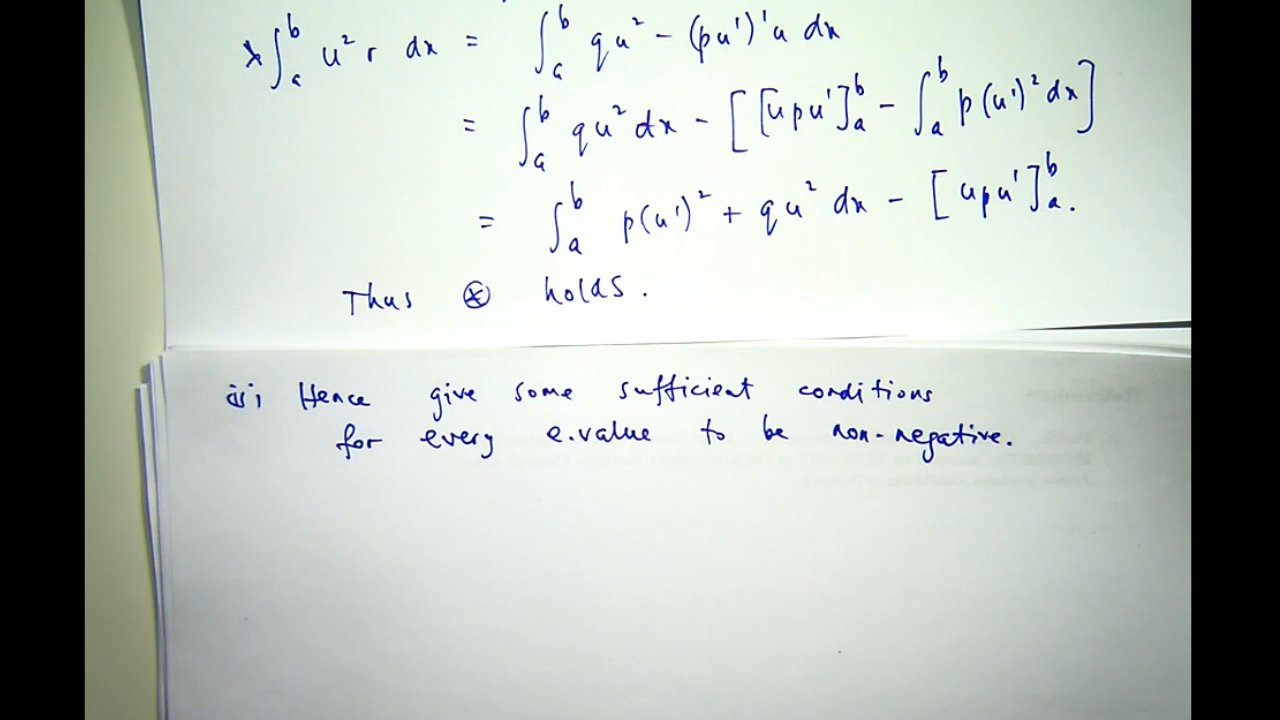 λ∫_a^b u² r dx = ∫_a^b qu² − (pu')'u dx
= ∫_a^b qu² dx − [[upu']_a^b − ∫_a^b p(u')² dx]
= ∫_a^b p(u')² + qu² dx − [upu']_a^b.
Thus ⊛ holds.
ii) Hence give some sufficient conditions
for every e.value to be non-negative.